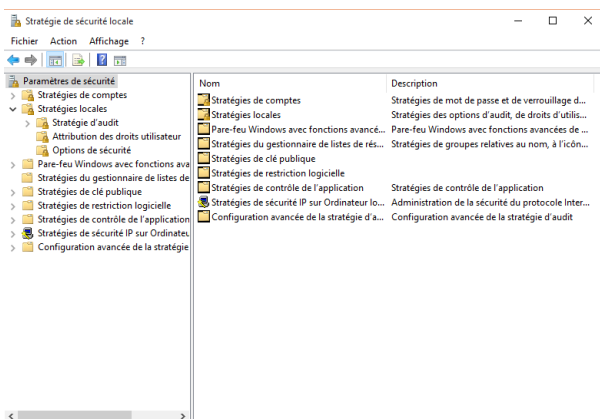 Stratégie de sécurité locale
Fichier Action Affichage ?
Paramètres de sécurité
Stratégies de comptes
Stratégies locales
Stratégie d'audit
Attribution des droits utilisateur
Options de sécurité
Pare-feu Windows avec fonctions ava
Stratégies du gestionnaire de listes de
Stratégies de clé publique
Stratégies de restriction logicielle
Stratégies de contrôle de l'application
Stratégies de sécurité IP sur Ordinateu
Configuration avancée de la stratégie
Nom Description
Stratégies de comptes Stratégies de mot de passe et de verrouillage d...
Stratégies locales Stratégies des options d'audit, de droits d'utilis...
Pare-feu Windows avec fonctions avancé... Pare-feu Windows avec fonctions avancées de ...
Stratégies du gestionnaire de listes de rés... Stratégies de groupes relatives au nom, à l'icôn...
Stratégies de clé publique
Stratégies de restriction logicielle
Stratégies de contrôle de l'application Stratégies de contrôle de l'application
Stratégies de sécurité IP sur Ordinateur lo... Administration de la sécurité du protocole Inter...
Configuration avancée de la stratégie d'a... Configuration avancée de la stratégie d'audit